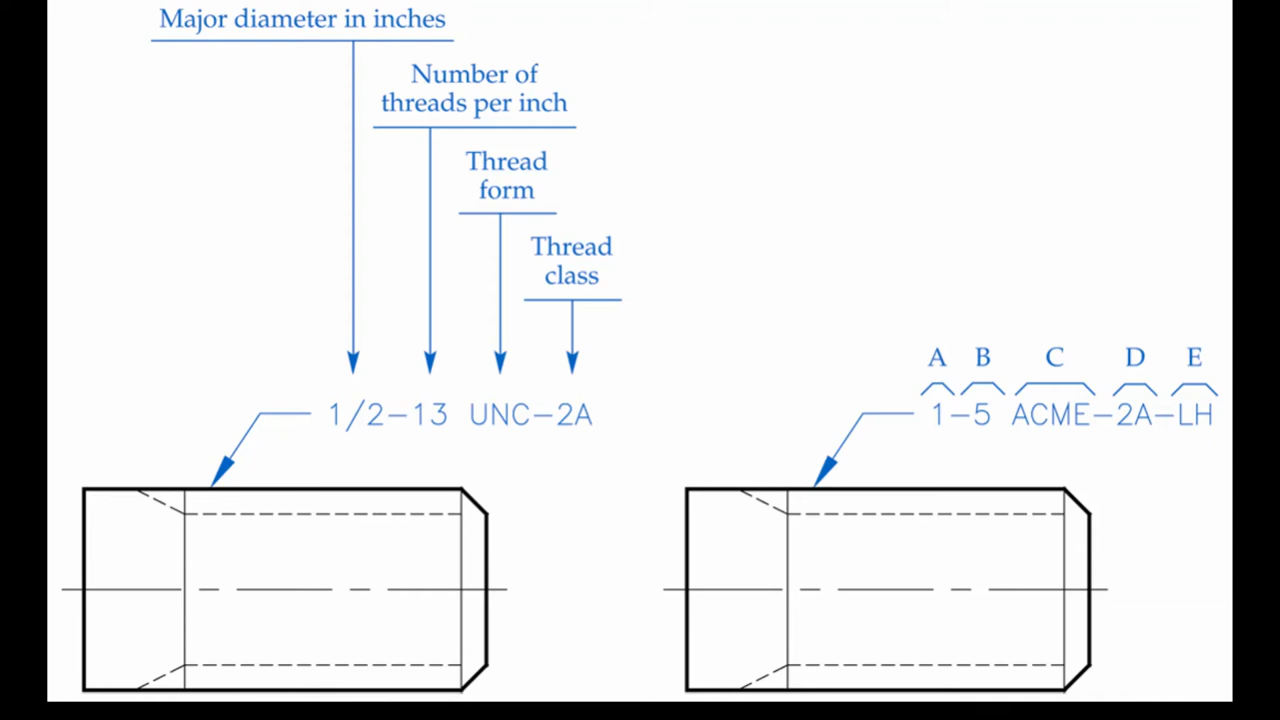 Major diameter in inches
Number of
threads per inch
Thread
form
Thread
class
1/2-13 UNC-2A
A B C D E
1-5 ACME-2A-LH